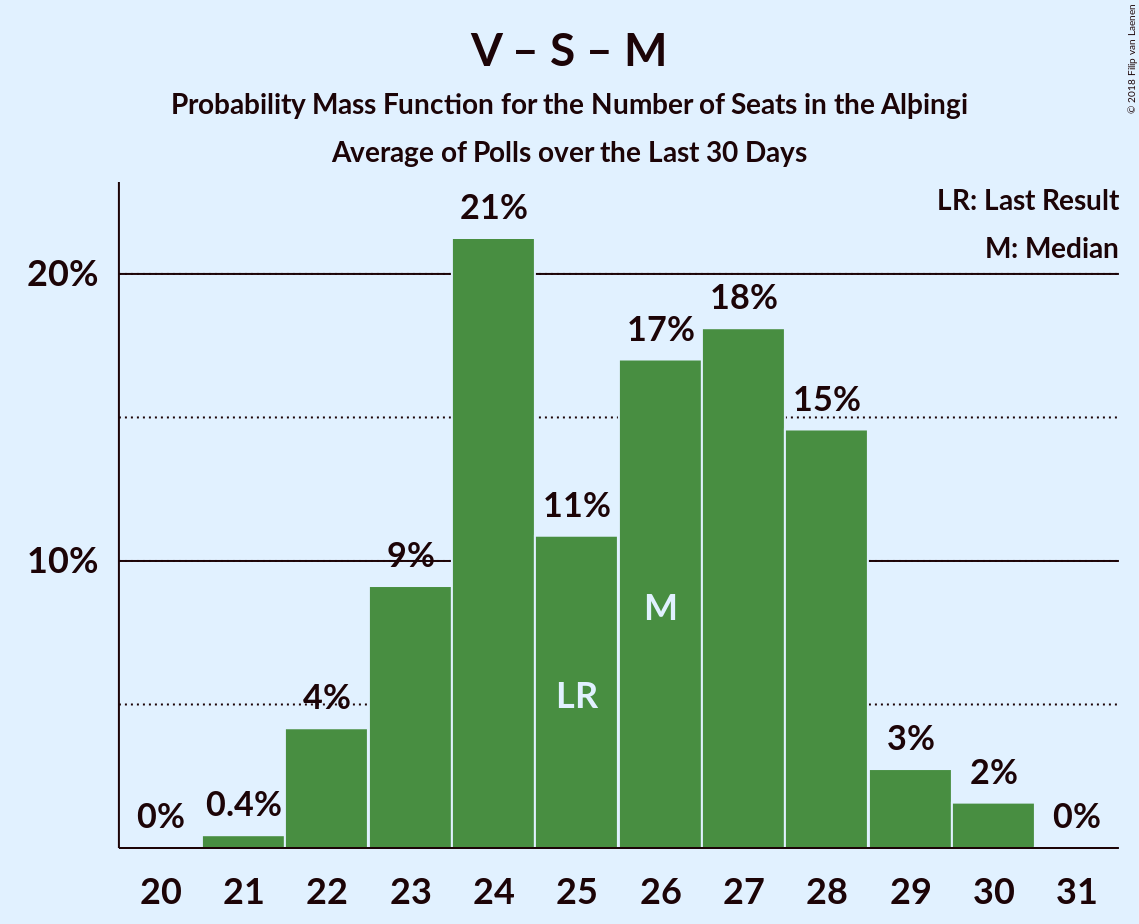 V – S – M
Probability Mass Function for the Number of Seats in the Alþingi
Average of Polls over the Last 30 Days
© 2018 Filip van Laenen
LR: Last Result
M: Median
20%
10%
0%
0.4%
4%
9%
21%
11%
17%
18%
15%
3%
2%
0%
LR
M
20 21 22 23 24 25 26 27 28 29 30 31